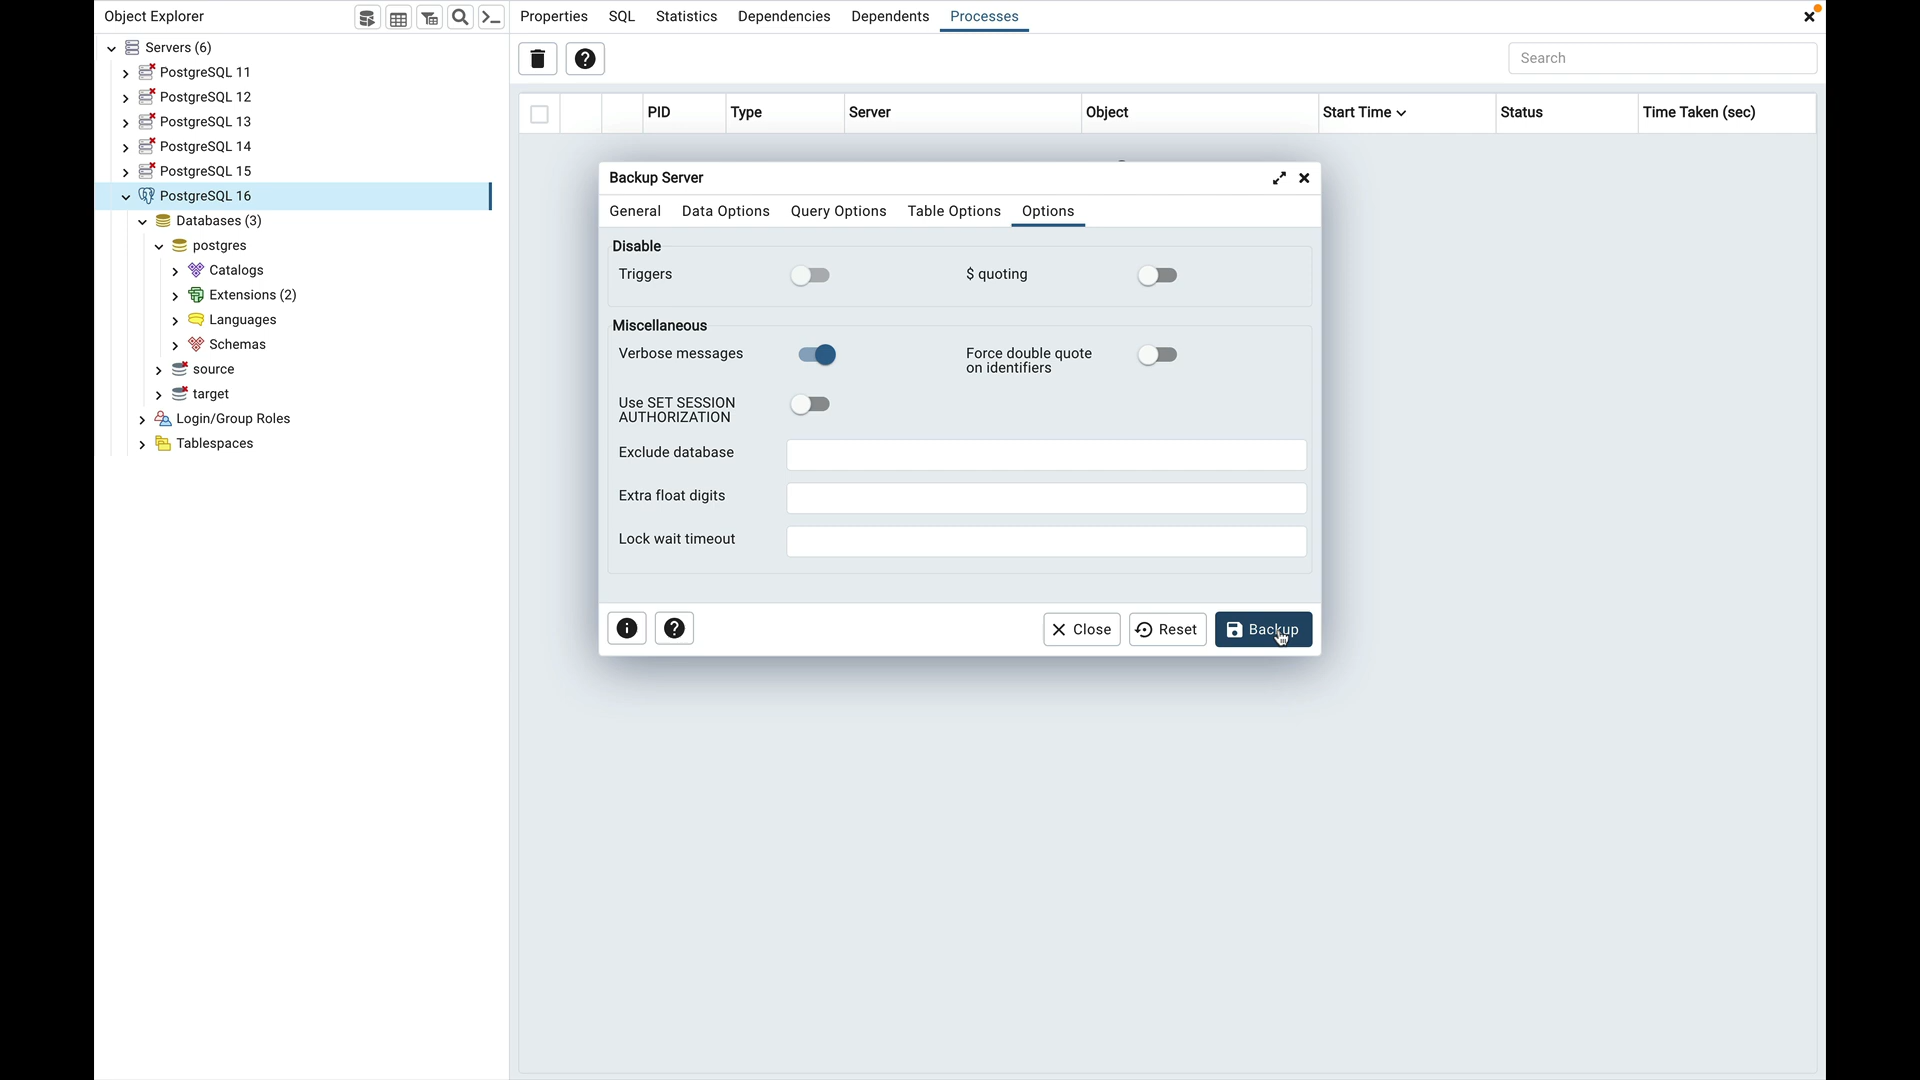 Object Explorer
Properties SQL Statistics Dependencies Dependents Processes
Servers (6)
PostgreSQL 11
PostgreSQL 12
PostgreSQL 13
PostgreSQL 14
PostgreSQL 15
PostgreSQL 16
Databases (3)
postgres
Catalogs
Extensions (2)
Languages
Schemas
source
target
Login/Group Roles
Tablespaces
Search
PID Type Server Object Start Time Status Time Taken (sec)
Backup Server
General Data Options Query Options Table Options Options
Disable
Triggers $ quoting
Miscellaneous
Verbose messages Force double quote
on identifiers
Use SET SESSION
AUTHORIZATION
Exclude database
Extra float digits
Lock wait timeout
Close Reset Backup